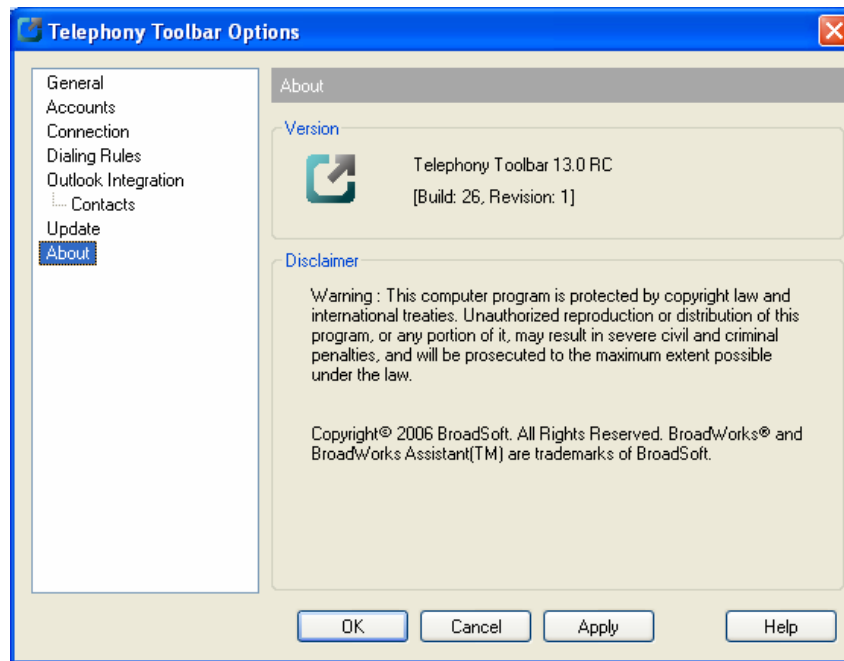 Telephony Toolbar Options
General
Accounts
Connection
Dialing Rules
Outlook Integration
Contacts
Update
About
About
Version
Telephony Toolbar 13.0 RC
[Build: 26, Revision: 1]
Disclaimer
Warning : This computer program is protected by copyright law and
international treaties. Unauthorized reproduction or distribution of this
program, or any portion of it, may result in severe civil and criminal
penalties, and will be prosecuted to the maximum extent possible
under the law.
Copyright© 2006 BroadSoft. All Rights Reserved. BroadWorks® and
BroadWorks Assistant(TM) are trademarks of BroadSoft.
OK Cancel Apply Help